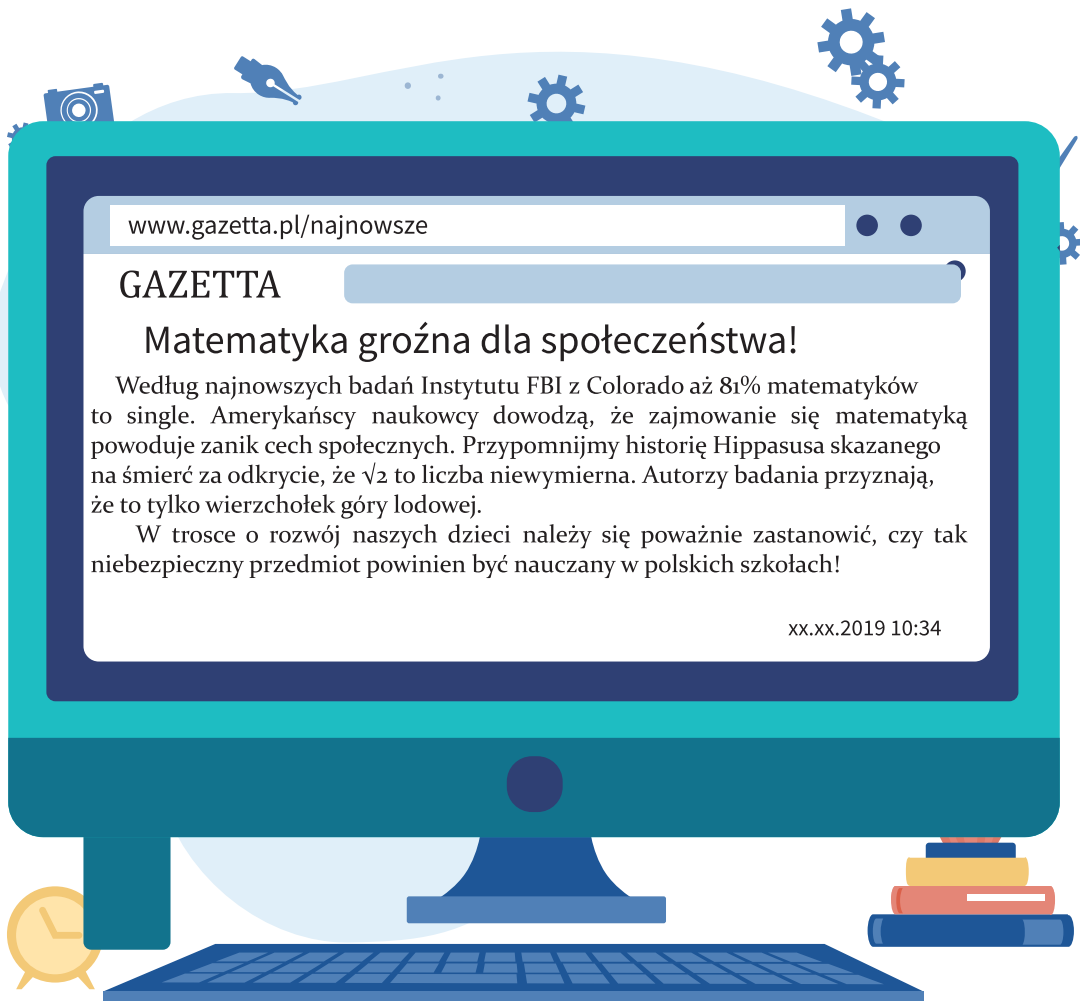 www.gazetta.pl/najnowsze
GAZETTA
Matematyka groźna dla społeczeństwa!
Według najnowszych badań Instytutu FBI z Colorado aż 81% matematyków
to single. Amerykańscy naukowcy dowodzą, że zajmowanie się matematyką
powoduje zanik cech społecznych. Przypomnijmy historię Hippasusa skazanego
na śmierć za odkrycie, że √2 to liczba niewymierna. Autorzy badania przyznają,
że to tylko wierzchołek góry lodowej.
W trosce o rozwój naszych dzieci należy się poważnie zastanowić, czy tak
niebezpieczny przedmiot powinien być nauczany w polskich szkołach!
xx.xx.2019 10:34